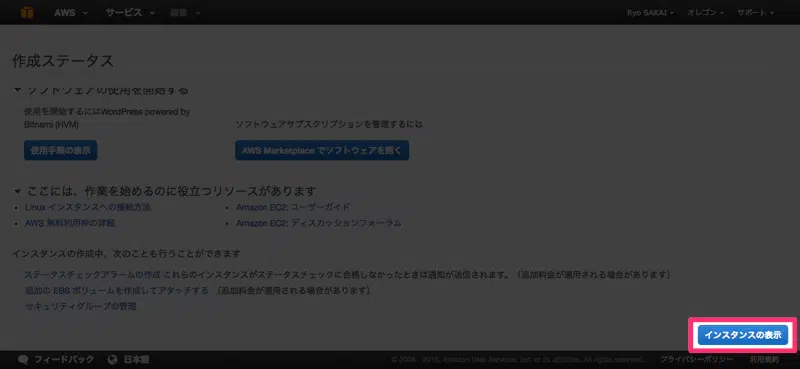 AWS サービス Ryo SAKAI オレゴン サポート
作成ステータス
ソフトウェアの使用を開始する
使用を開始するにはWordPress powered by
Bitnami (HVM)
ソフトウェアサブスクリプションを管理するには
使用手順の表示
AWS Marketplace でソフトウェアを開く
ここには、作業を始めるのに役立つリソースがあります
Linux インスタンスへの接続方法
Amazon EC2: ユーザーガイド
AWS 無料利用枠の詳細
Amazon EC2: ディスカッションフォーラム
インスタンスの作成中，次のことも行うことができます
ステータスチェックアラームの作成 これらのインスタンスがステータスチェックに合格しなかったときは通知が送信されます。（追加料金が適用される場合があります）
追加の EBS ボリュームを作成してアタッチする （追加料金が適用される場合があります）
セキュリティグループの管理
インスタンスの表示
フィードバック 日本語 © 2008 - 2015, Amazon Web Services, Inc. or its affiliates. All rights reserved. プライバシーポリシー 利用規約